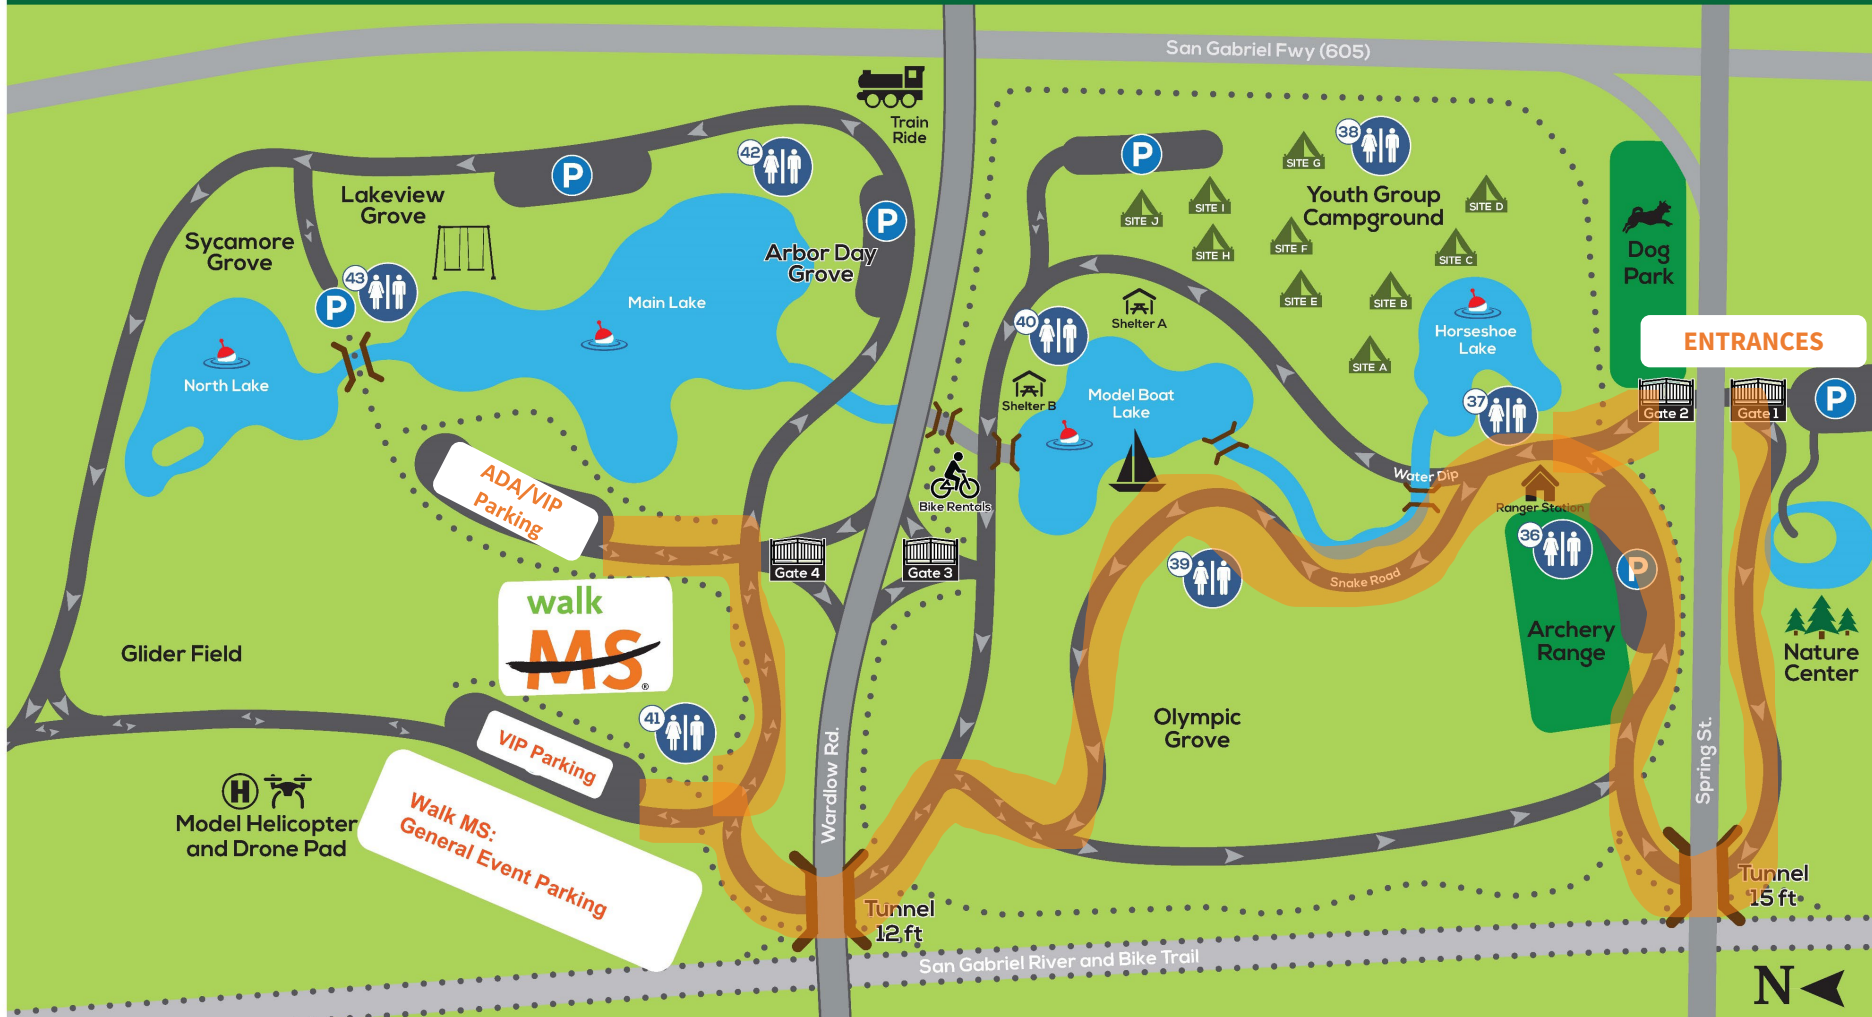 San Gabriel Fwy (605)
Train
Ride
42
38
P
P
P
SITE G
Youth Group
Campground
SITE D
SITE J
SITE I
SITE H
SITE F
SITE C
SITE E
SITE B
SITE A
Lakeview
Grove
Sycamore
Grove
43
P
Arbor Day
Grove
Main Lake
North Lake
40
Shelter A
Shelter B
Model Boat
Lake
Horseshoe
Lake
37
Dog
Park
ENTRANCES
Gate 2
Gate 1
P
Water Dip
Ranger Station
Bike Rentals
ADA/VIP
Parking
Gate 4
Gate 3
39
Snake Road
36
P
Archery
Range
Nature
Center
walk
MS
®
Glider Field
41
VIP Parking
Walk MS:
General Event Parking
H
Model Helicopter
and Drone Pad
Wardlow Rd.
Olympic
Grove
Spring St.
Tunnel
12 ft
Tunnel
15 ft
San Gabriel River and Bike Trail
N